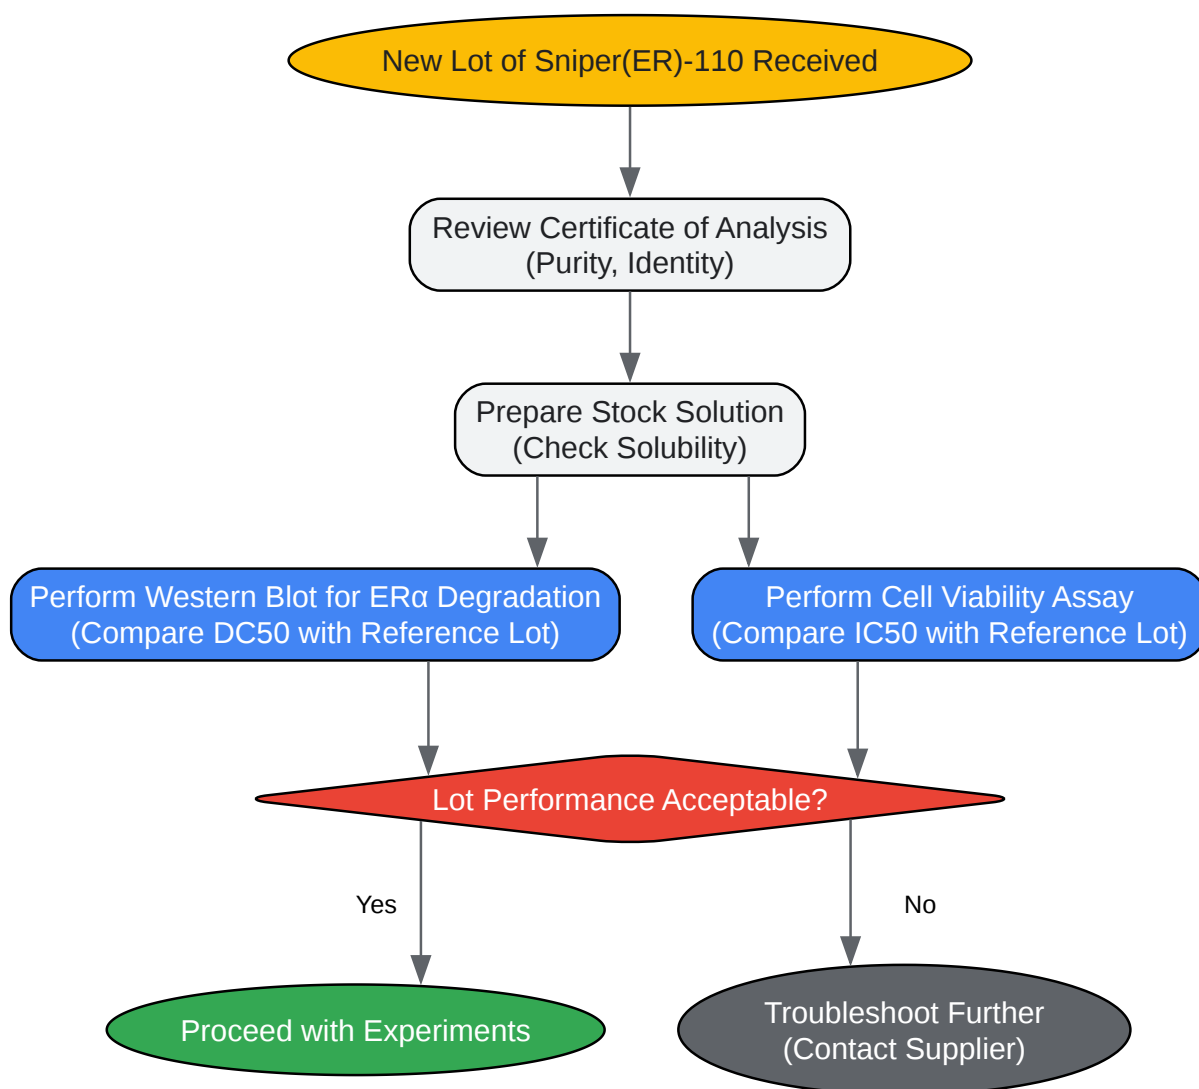 New Lot of Sniper(ER)-110 Received
Review Certificate of Analysis
(Purity, Identity)
Prepare Stock Solution
(Check Solubility)
Perform Western Blot for ERα Degradation
(Compare DC50 with Reference Lot)
Perform Cell Viability Assay
(Compare IC50 with Reference Lot)
Lot Performance Acceptable?
Yes
No
Proceed with Experiments
Troubleshoot Further
(Contact Supplier)